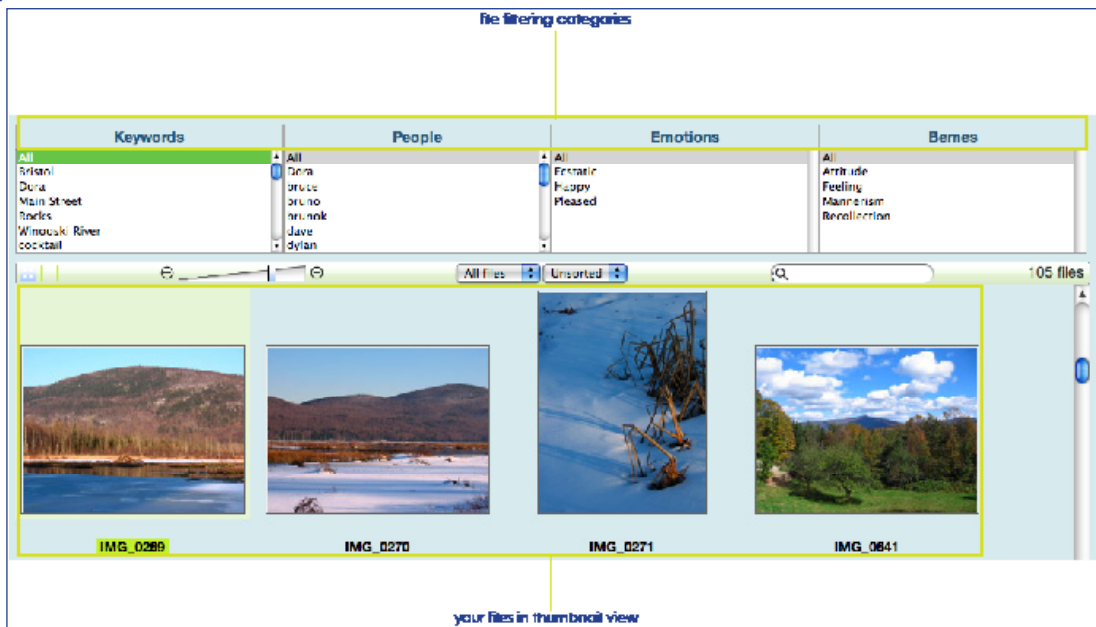 file filtering categories
Keywords People Emotions Bemes
All All All All
Bristol Dora Ecstatic Attitude
Dora bruce Happy Feeling
Main Street bruno Pleased Mannerism
Rocks brunok Recollection
Winooski River dave
cocktail dylan
All files Unsorted 105 files
IMG_0269 IMG_0270 IMG_0271 IMG_0641
your files in thumbnail view